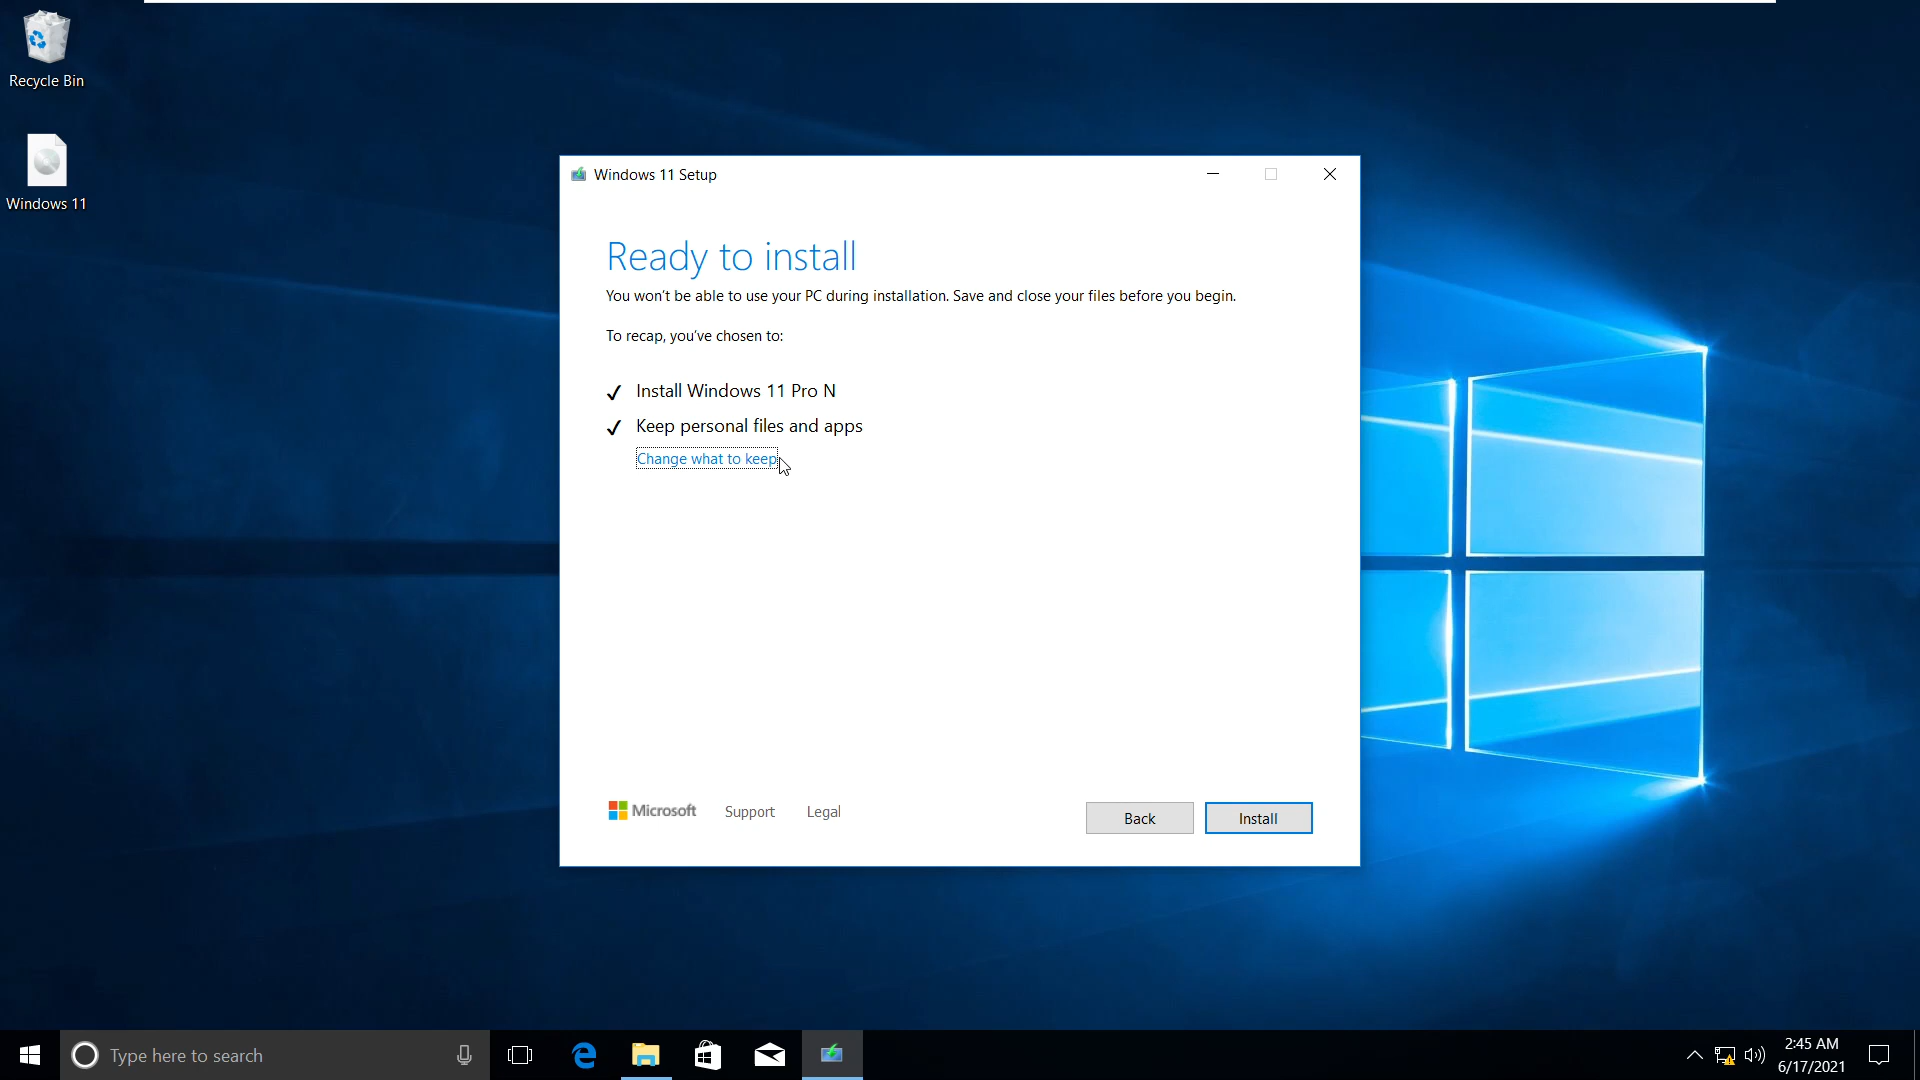 Recycle Bin
Windows 11
Windows 11 Setup
Ready to install
You won't be able to use your PC during installation. Save and close your files before you begin.
To recap, you've chosen to:
Install Windows 11 Pro N
Keep personal files and apps
Change what to keep
Microsoft Support Legal
Back Install
Type here to search
2:45 AM
6/17/2021